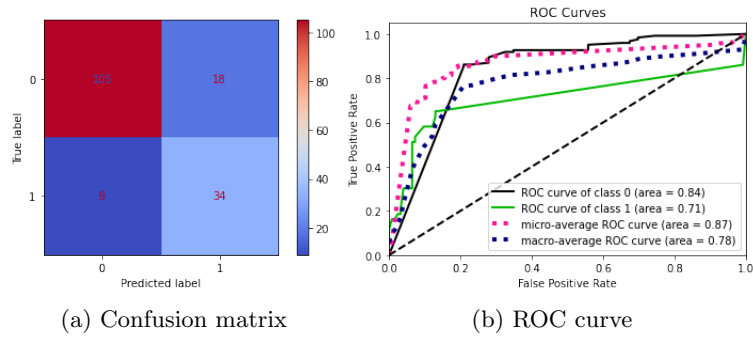 0
1
True label
105
18
9
34
0
1
Predicted label
100
80
60
40
20
(a) Confusion matrix
ROC Curves
True Positive Rate
1.0
0.8
0.6
0.4
0.2
0.0
ROC curve of class 0 (area = 0.84)
ROC curve of class 1 (area = 0.71)
micro-average ROC curve (area = 0.87)
macro-average ROC curve (area = 0.78)
0.0 0.2 0.4 0.6 0.8 1.0
False Positive Rate
(b) ROC curve